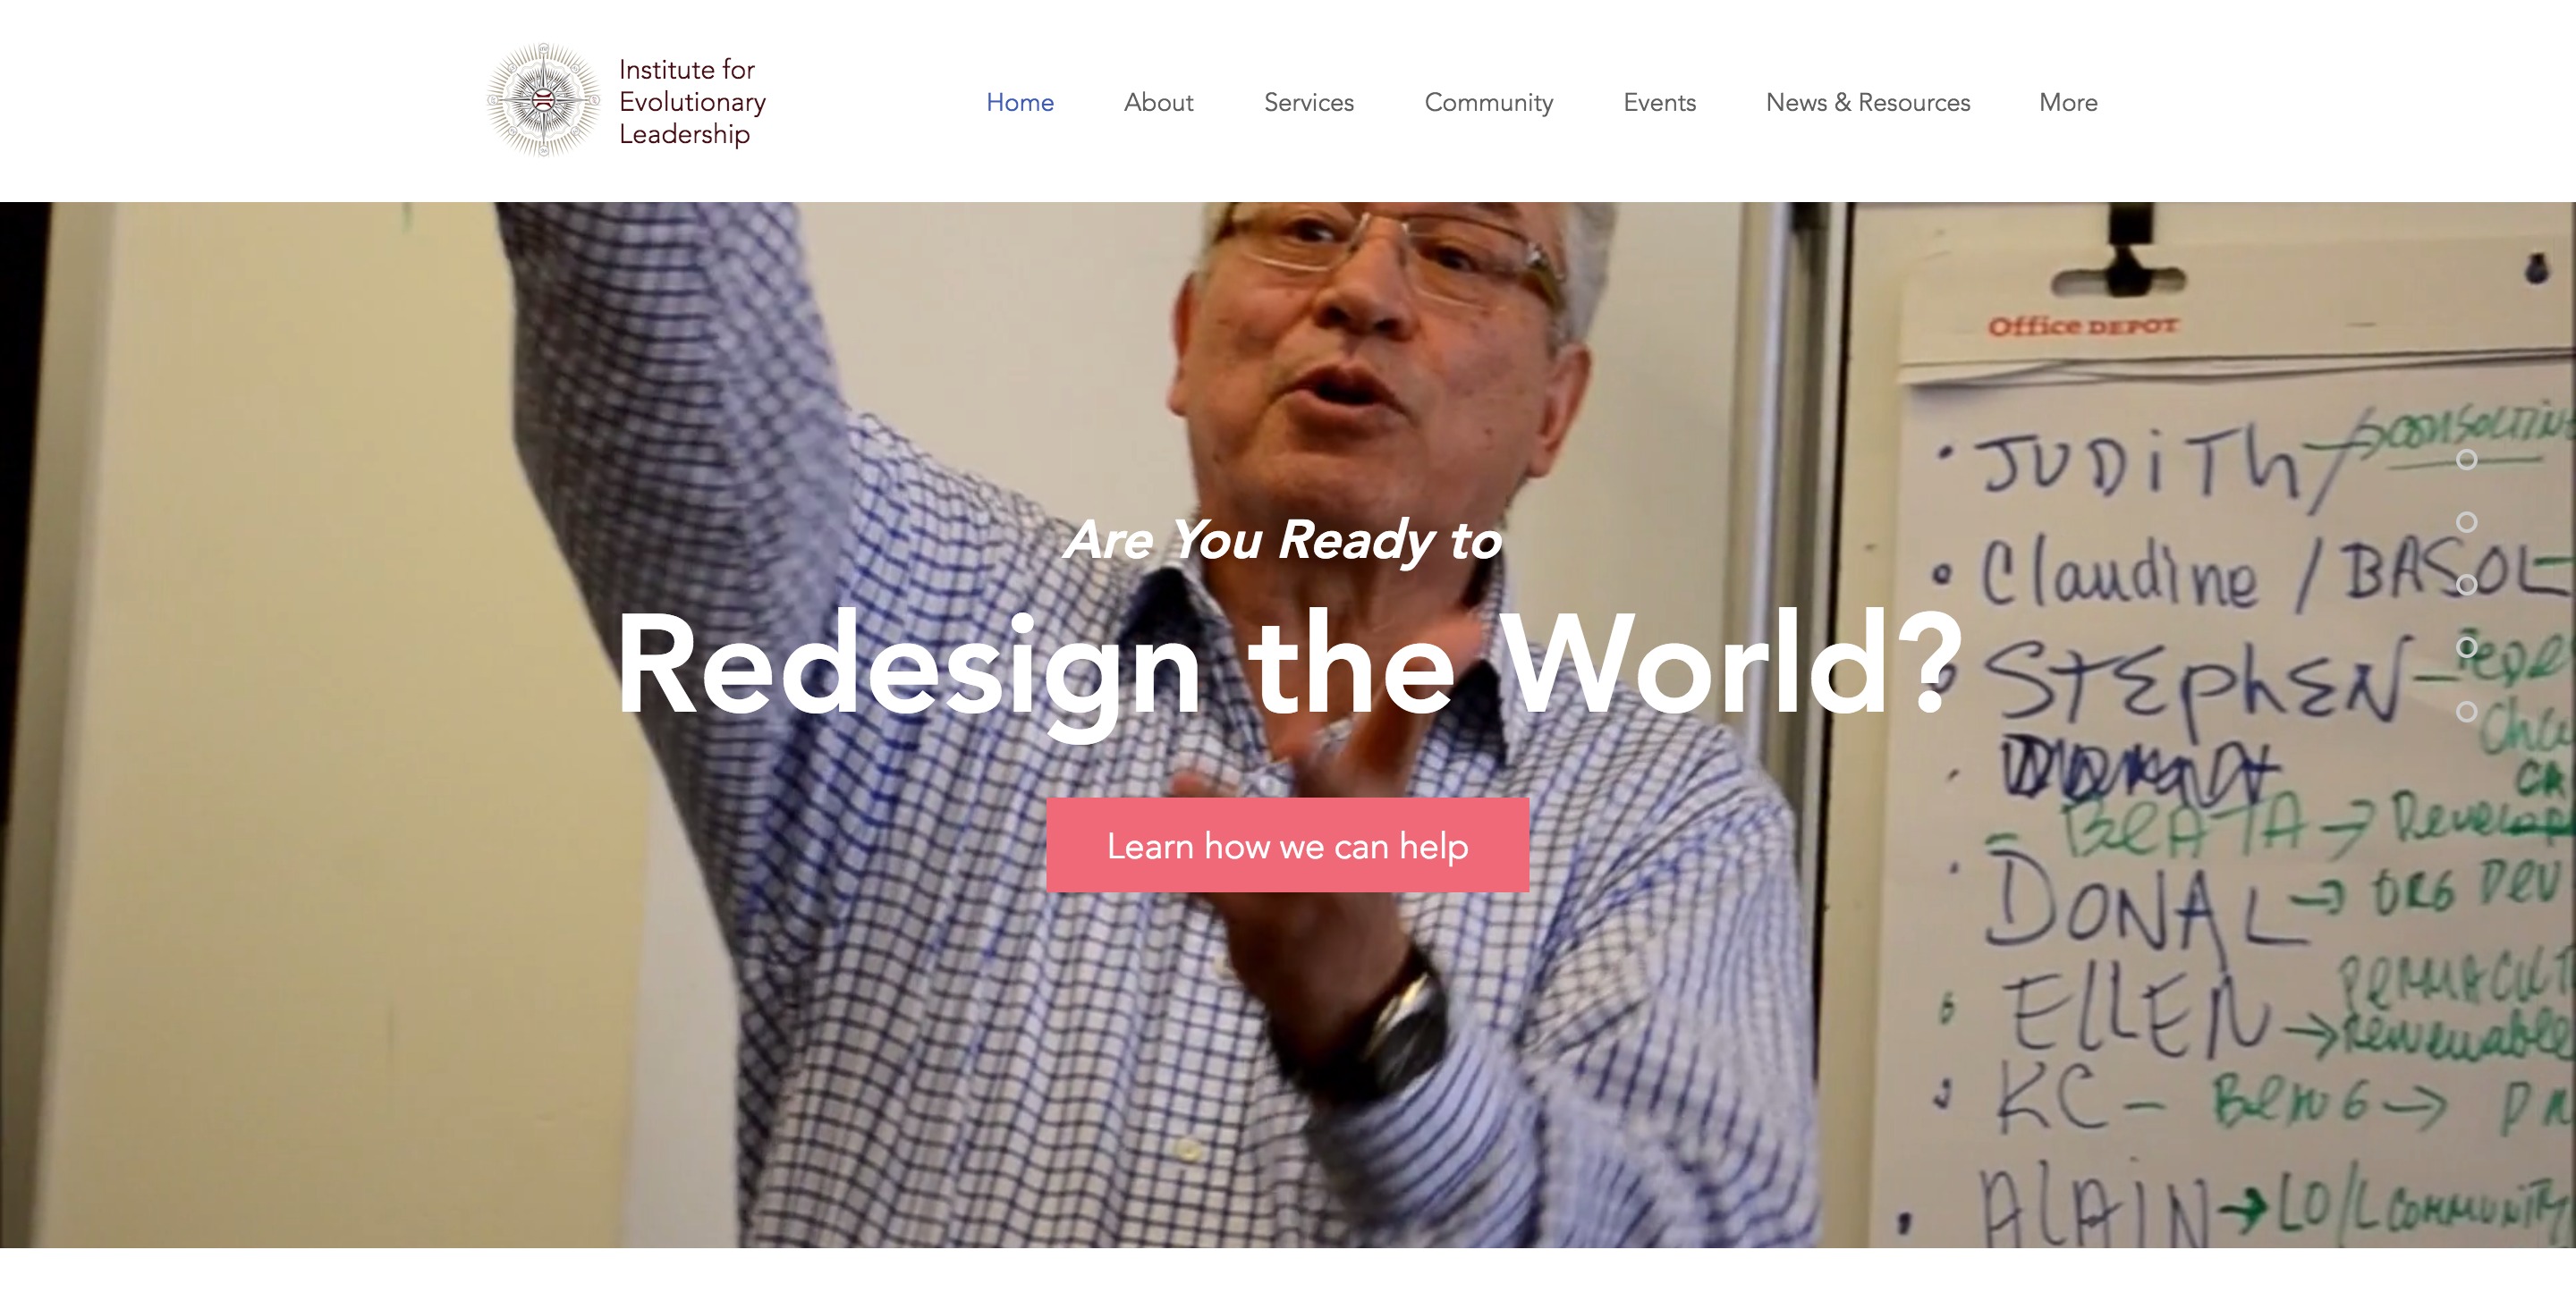 Institute for
Evolutionary
Leadership
Home About Services Community Events News & Resources More
Office DEPOT
• JUDiTh/→
• Claudine / BASOL
STEphEN
BEATA →
DONAL → ORG DEV
ELLEN →
KC – Being →
• ALAIN → LO/L COMMUNITY
Are You Ready to
Redesign the World?
Learn how we can help